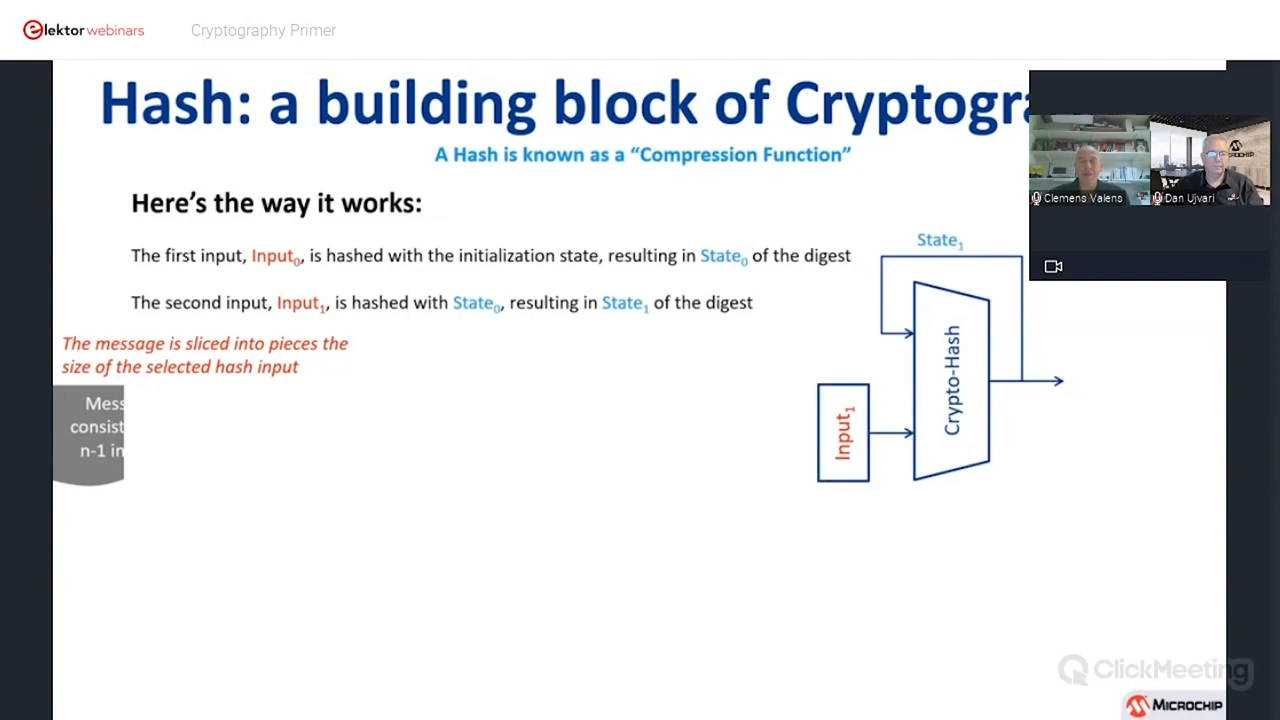 elektor webinars
Cryptography Primer
Hash: a building block of Cryptogra
A Hash is known as a “Compression Function”
Here’s the way it works:
The first input, Input0, is hashed with the initialization state, resulting in State0 of the digest
The second input, Input1, is hashed with State0, resulting in State1 of the digest
The message is sliced into pieces the
size of the selected hash input
Mess
consist
n-1 in
State1
Crypto-Hash
Input1
Clemens Valens
Dan Ujvari
MICROCHIP
ClickMeeting
MICROCHIP